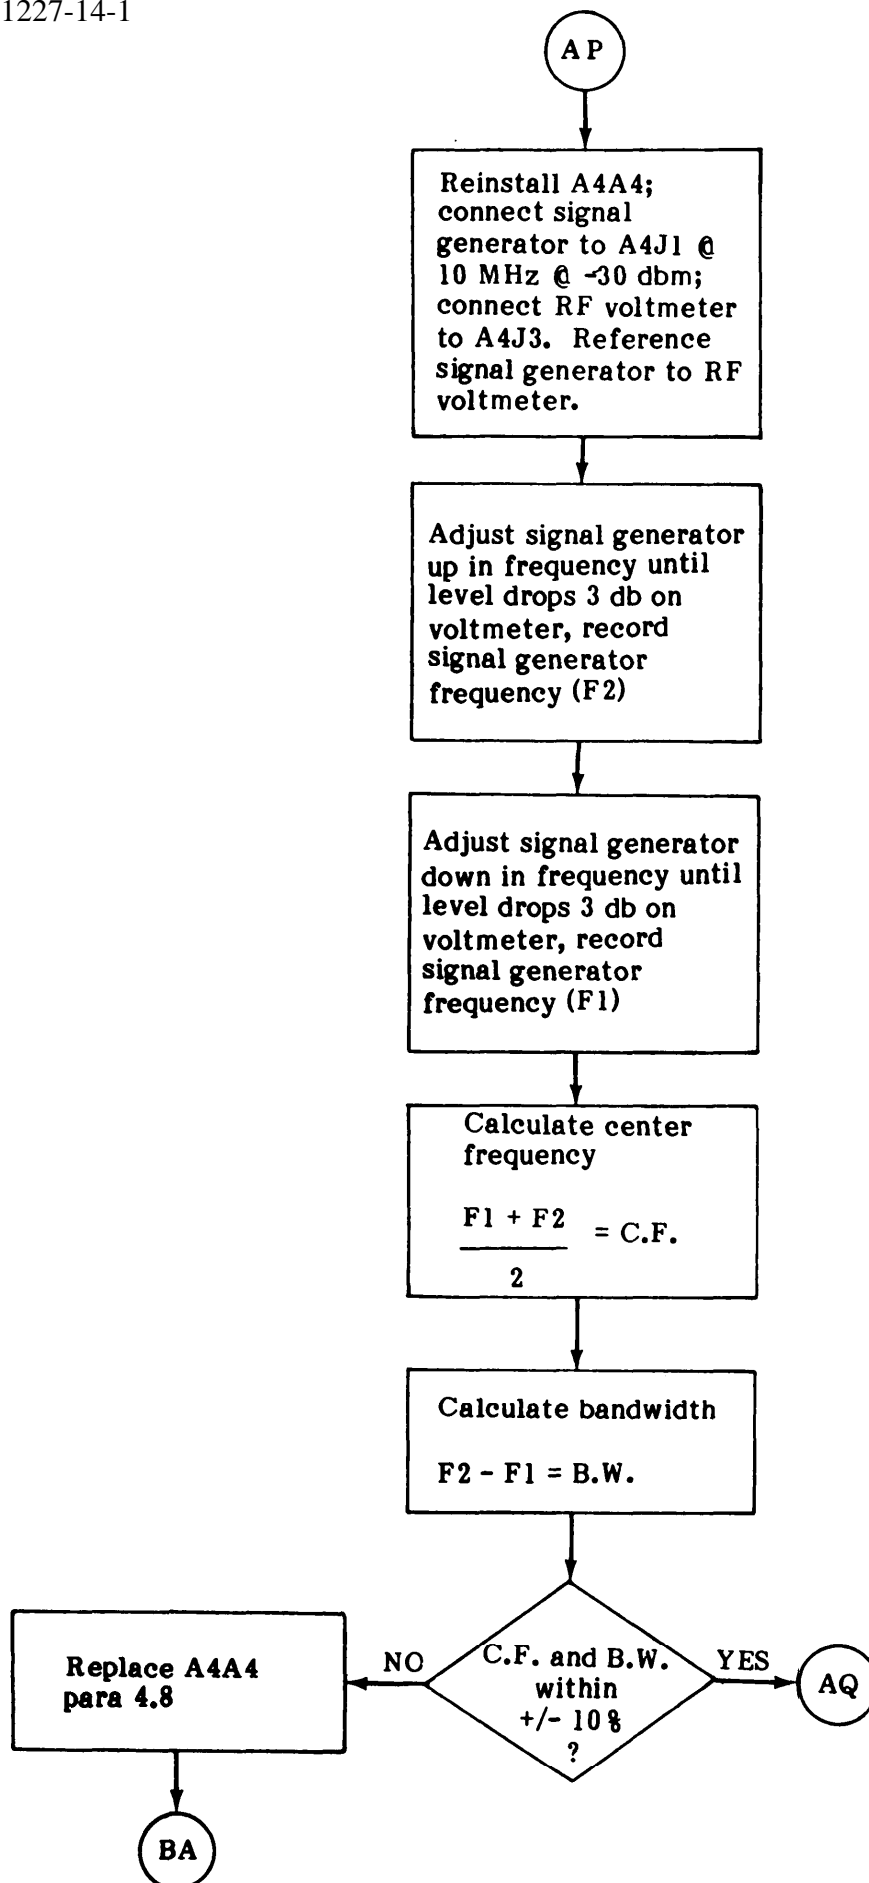 1227-14-1
AP
Reinstall A4A4;
connect signal
generator to A4J1 @
10 MHz @ -30 dbm;
connect RF voltmeter
to A4J3. Reference
signal generator to RF
voltmeter.
Adjust signal generator
up in frequency until
level drops 3 db on
voltmeter, record
signal generator
frequency (F2)
Adjust signal generator
down in frequency until
level drops 3 db on
voltmeter, record
signal generator
frequency (F1)
Calculate center
frequency
F1 + F2
= C.F.
2
Calculate bandwidth
F2 - F1 = B.W.
C.F. and B.W.
within
+/- 10%
?
NO
YES
AQ
Replace A4A4
para 4.8
BA